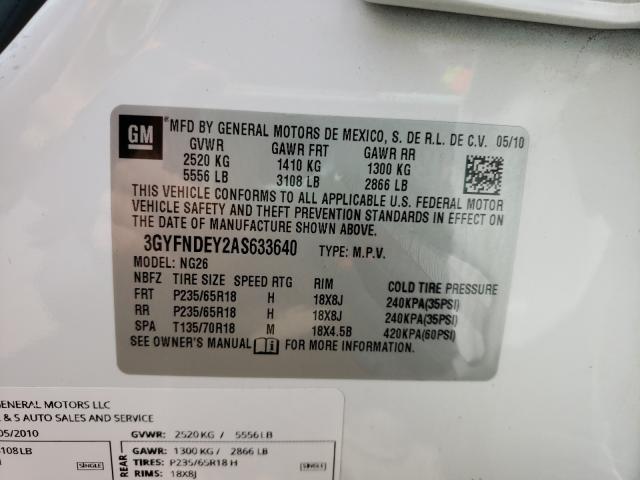 GM
MFD BY GENERAL MOTORS DE MEXICO, S. DE R.L. DE C.V. 05/10
GVWR GAWR FRT GAWR RR
2520 KG 1410 KG 1300 KG
5556 LB 3108 LB 2866 LB
THIS VEHICLE CONFORMS TO ALL APPLICABLE U.S. FEDERAL MOTOR
VEHICLE SAFETY AND THEFT PREVENTION STANDARDS IN EFFECT ON
THE DATE OF MANUFACTURE SHOWN ABOVE.
3GYFNDEY2AS633640 TYPE: M.P.V.
MODEL: NG26
NBFZ TIRE SIZE SPEED RTG RIM COLD TIRE PRESSURE
FRT P235/65R18 H 18X8J 240KPA(35PSI)
RR P235/65R18 H 18X8J 240KPA(35PSI)
SPA T135/70R18 M 18X4.5B 420KPA(60PSI)
SEE OWNER'S MANUAL i FOR MORE INFORMATION.
GENERAL MOTORS LLC
& S AUTO SALES AND SERVICE
05/2010 GVWR: 2520 KG / 5556 LB
3108 LB GAWR: 1300 KG / 2866 LB
SINGLE REAR TIRES: P235/65R18 H SINGLE
RIMS: 18X8J